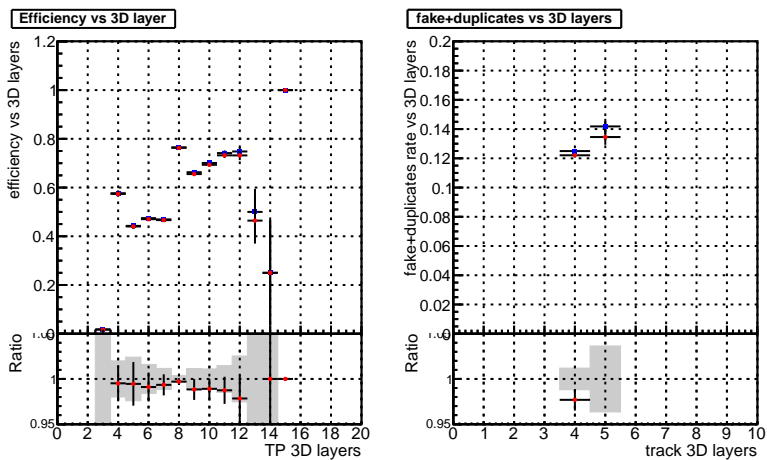 Efficiency vs 3D layer
efficiency vs 3D layers
1.2
1
0.8
0.6
0.4
0.2
0
Ratio
1
0.95
0 2 4 6 8 10 12 14 16 18 20
TP 3D layers
fake+duplicates vs 3D layers
fake+duplicates rate vs 3D layers
0.2
0.18
0.16
0.14
0.12
0.1
0.08
0.06
0.04
0.02
0
Ratio
1
0.95
0 1 2 3 4 5 6 7 8 9 10
track 3D layers